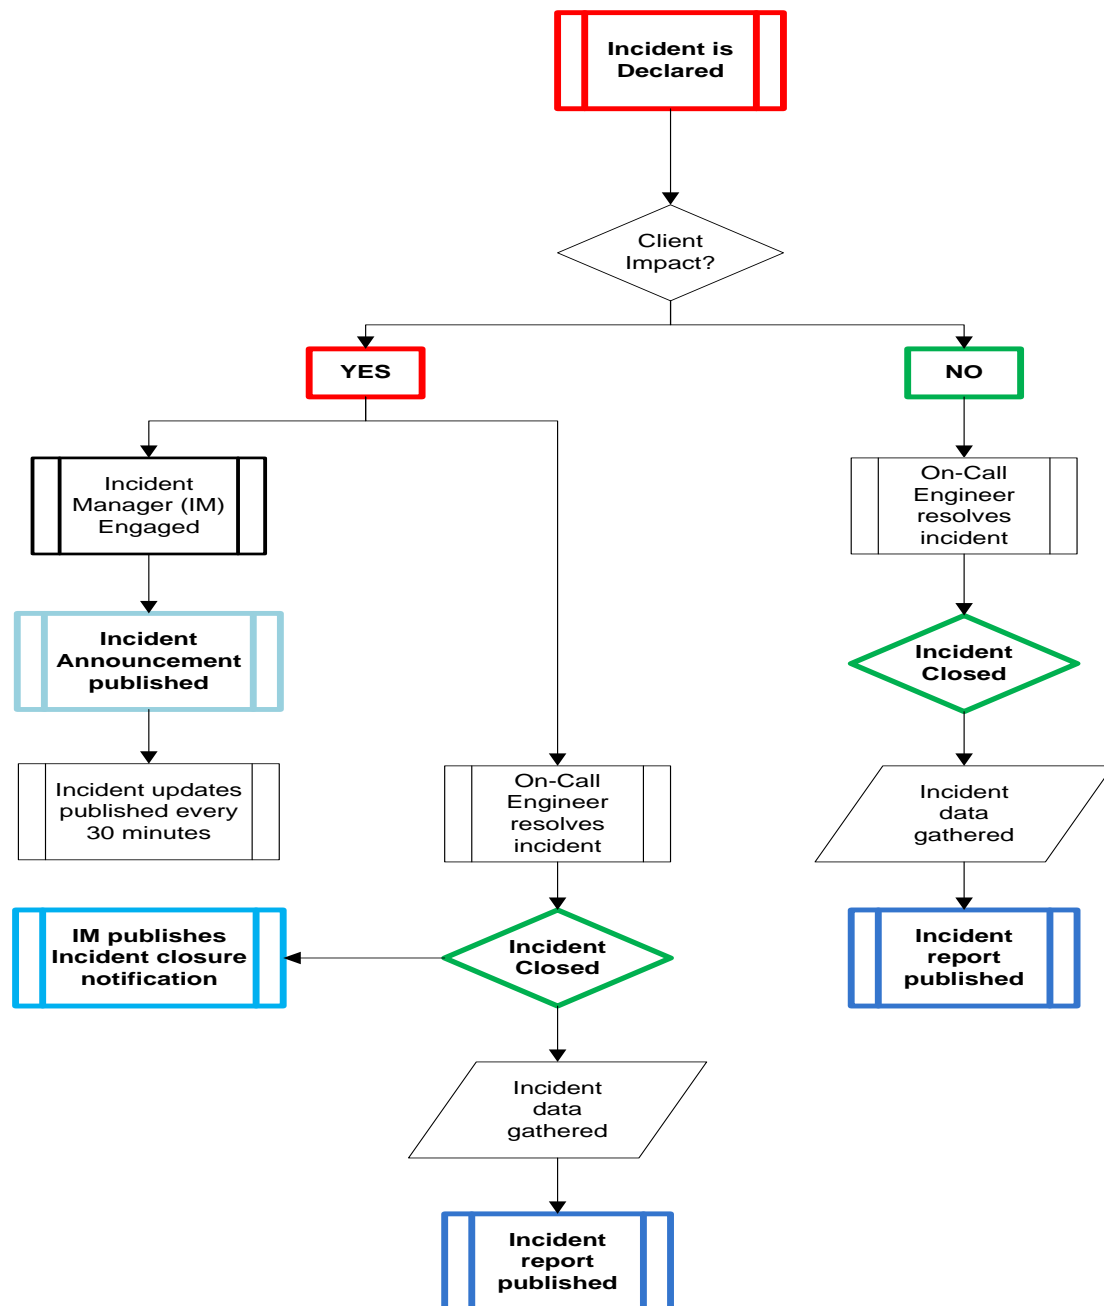 Incident is
Declared
Client
Impact?
YES
NO
Incident
Manager (IM)
Engaged
On-Call
Engineer
resolves
incident
Incident
Announcement
published
Incident
Closed
Incident updates
published every
30 minutes
On-Call
Engineer
resolves
incident
Incident
data
gathered
IM publishes
Incident closure
notification
Incident
Closed
Incident
report
published
Incident
data
gathered
Incident
report
published